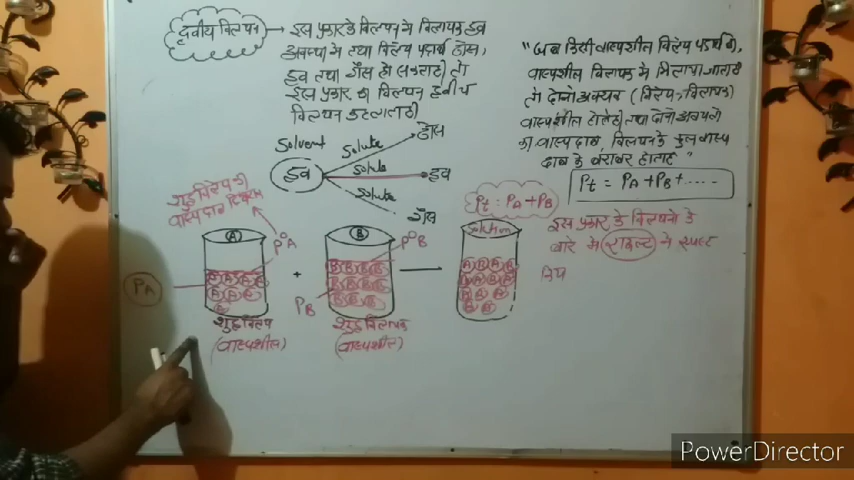 द्रवीय विलयन → इस प्रकार के विलयन में विलायक द्रव
अवस्था में तथा विलेय पदार्थ ठोस,
द्रव तथा गैस हो सकता है तो
इस प्रकार का विलयन द्रवीय
विलयन कहलाता है
Solvent
द्रव
Solute ठोस
Solute द्रव
Solute गैस
"जब किसी वाष्पशील विलेय पदार्थ को,
वाष्पशील विलायक में मिलाया जाता है
तो दोनो अवयव (विलेय, विलायक)
वाष्पशील होते है तथा दोनो अवयवो
का वाष्प दाब, विलयन के कुल वाष्प
दाब के बराबर होता है"
Pt = PA + PB + .....
शुद्ध विलेय की
वाष्प दाब
Pt = PA + PB
इस प्रकार के विलयनो के
बारे में राउल्ट ने स्पष्ट
किय
A
P°A
PA
शुद्ध विलेय
(वाष्पशील)
+
B
P°B
PB
शुद्ध विलायक
(वाष्पशील)
Solution
PowerDirector